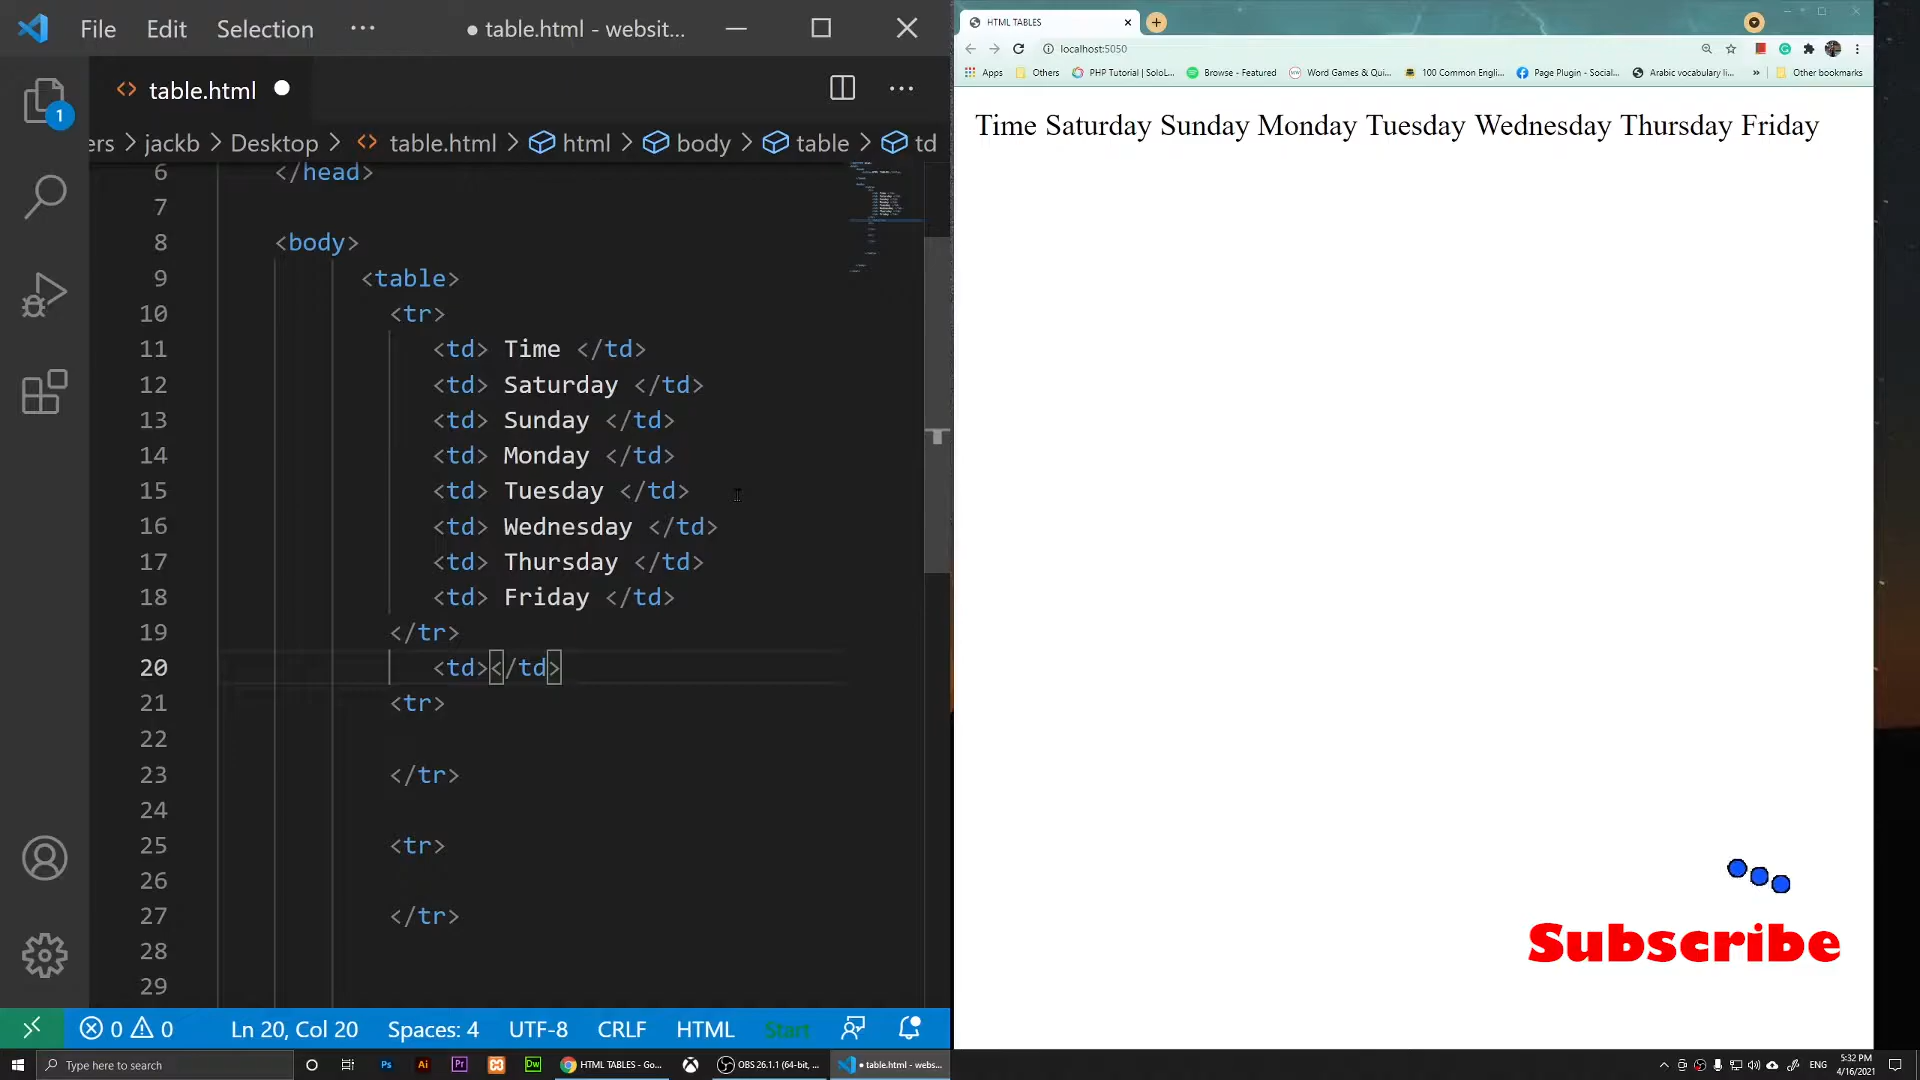 File Edit Selection ··· ● table.html - websit...
table.html
ers > jackb > Desktop > table.html > html > body > table > td
6 </head>
7
8 <body>
9 <table>
10 <tr>
11 <td> Time </td>
12 <td> Saturday </td>
13 <td> Sunday </td>
14 <td> Monday </td>
15 <td> Tuesday </td>
16 <td> Wednesday </td>
17 <td> Thursday </td>
18 <td> Friday </td>
19 </tr>
20 <td></td>
21 <tr>
22
23 </tr>
24
25 <tr>
26
27 </tr>
28
29
1
0 0 Ln 20, Col 20 Spaces: 4 UTF-8 CRLF HTML Start
HTML TABLES
localhost:5050
Apps Others PHP Tutorial | SoloL... Browse - Featured Word Games & Qui... 100 Common Engli... Page Plugin - Social... Arabic vocabulary li... » Other bookmarks
Time Saturday Sunday Monday Tuesday Wednesday Thursday Friday
Subscribe
Type here to search Ps Ai Pr Dw HTML TABLES - Go... OBS 26.1.1 (64-bit, ... ● table.html - webs... ENG 5:32 PM
4/16/2021